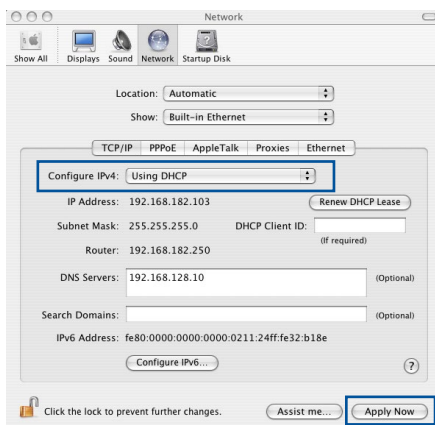 Network
Show All Displays Sound Network Startup Disk
Location: Automatic
Show: Built-in Ethernet
TCP/IP PPPoE AppleTalk Proxies Ethernet
Configure IPv4: Using DHCP
IP Address: 192.168.182.103 Renew DHCP Lease
Subnet Mask: 255.255.255.0 DHCP Client ID:
(If required)
Router: 192.168.182.250
DNS Servers: 192.168.128.10 (Optional)
Search Domains: (Optional)
IPv6 Address: fe80:0000:0000:0000:0211:24ff:fe32:b18e
Configure IPv6... ?
Click the lock to prevent further changes. Assist me... Apply Now